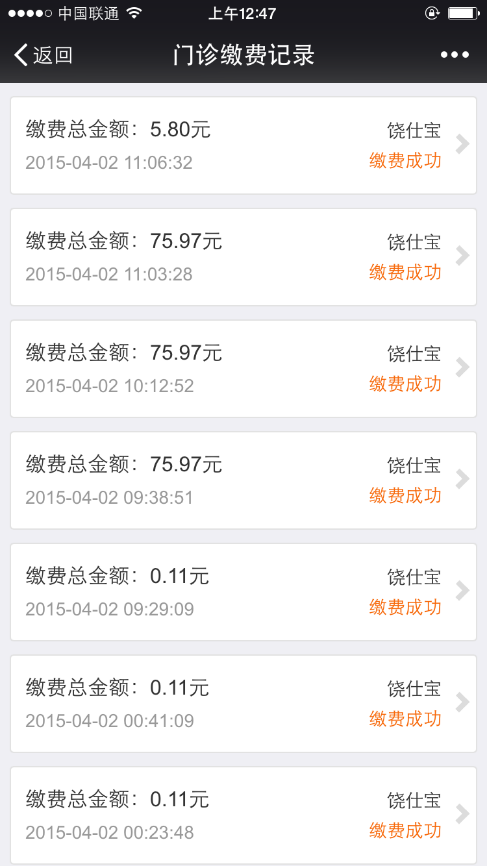 中国联通 上午12:47
返回 门诊缴费记录
缴费总金额：5.80元 饶仕宝
2015-04-02 11:06:32 缴费成功
缴费总金额：75.97元 饶仕宝
2015-04-02 11:03:28 缴费成功
缴费总金额：75.97元 饶仕宝
2015-04-02 10:12:52 缴费成功
缴费总金额：75.97元 饶仕宝
2015-04-02 09:38:51 缴费成功
缴费总金额：0.11元 饶仕宝
2015-04-02 09:29:09 缴费成功
缴费总金额：0.11元 饶仕宝
2015-04-02 00:41:09 缴费成功
缴费总金额：0.11元 饶仕宝
2015-04-02 00:23:48 缴费成功